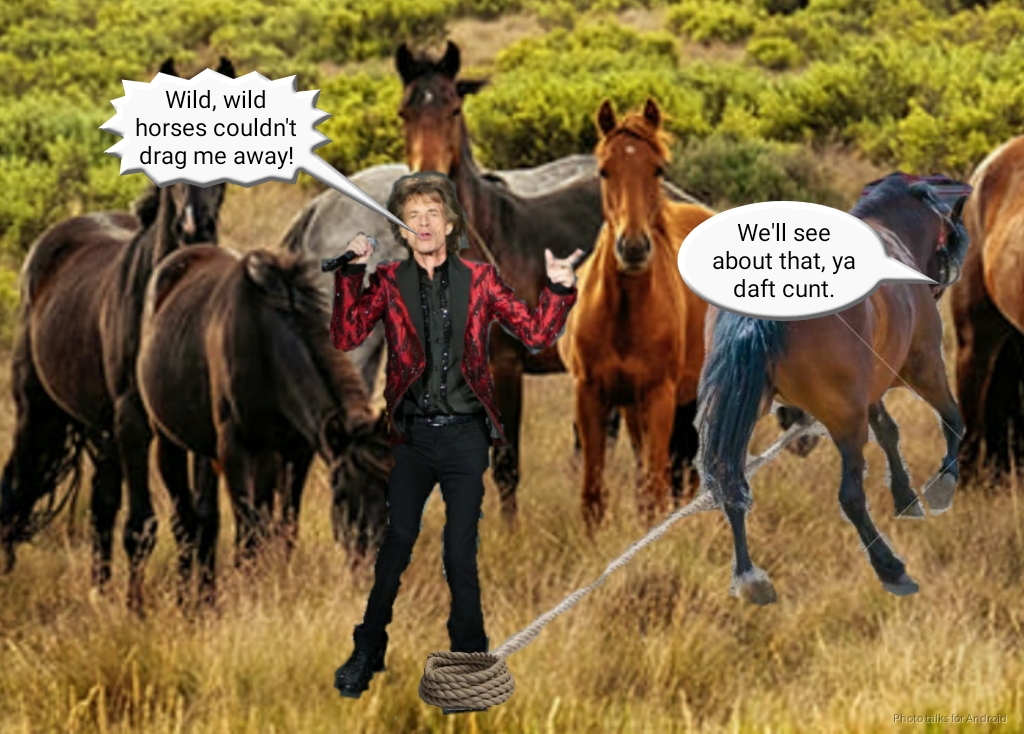 Wild, wild
horses couldn't
drag me away!
We'll see
about that, ya
daft cunt.
Phototalks for Android